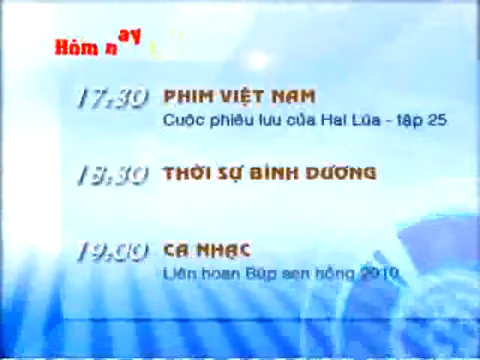 Hôm nay
17:30 PHIM VIỆT NAM
Cuộc phiêu lưu của Hai Lúa - tập 25
18:30 THỜI SỰ BÌNH DƯƠNG
19:00 CA NHẠC
Liên hoan Búp sen hồng 2010